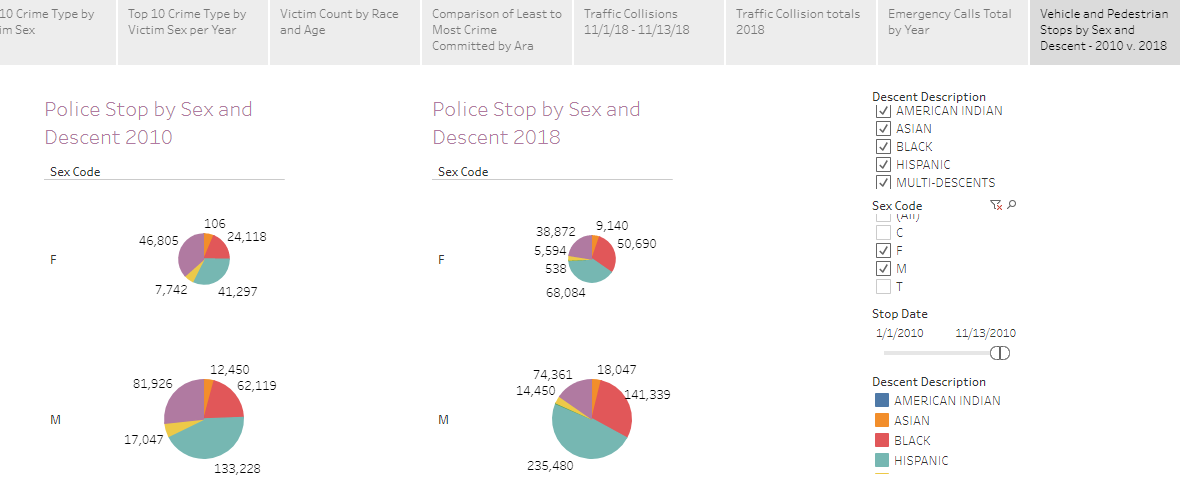 10 Crime Type by
im Sex
Top 10 Crime Type by
Victim Sex per Year
Victim Count by Race
and Age
Comparison of Least to
Most Crime
Committed by Ara
Traffic Collisions
11/1/18 - 11/13/18
Traffic Collision totals
2018
Emergency Calls Total
by Year
Vehicle and Pedestrian
Stops by Sex and
Descent - 2010 v. 2018
Police Stop by Sex and
Descent 2010
Sex Code
F
106
46,805
24,118
7,742
41,297
M
12,450
81,926
62,119
17,047
133,228
Police Stop by Sex and
Descent 2018
Sex Code
F
9,140
38,872
50,690
5,594
538
68,084
M
18,047
74,361
14,450
141,339
235,480
Descent Description
AMERICAN INDIAN
ASIAN
BLACK
HISPANIC
MULTI-DESCENTS
Sex Code
(All)
C
F
M
T
Stop Date
1/1/2010
11/13/2010
Descent Description
AMERICAN INDIAN
ASIAN
BLACK
HISPANIC